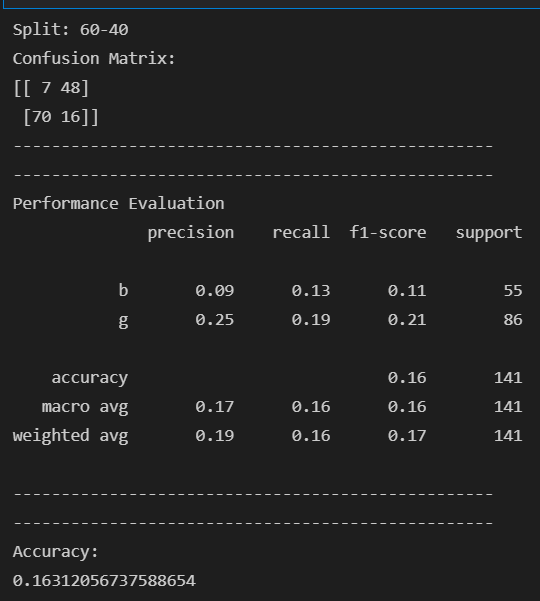 Split: 60-40
Confusion Matrix:
[[ 7 48]
 [70 16]]
--------------------------------------------------
--------------------------------------------------
Performance Evaluation
              precision    recall  f1-score   support

           b       0.09      0.13      0.11        55
           g       0.25      0.19      0.21        86

    accuracy                           0.16       141
   macro avg       0.17      0.16      0.16       141
weighted avg       0.19      0.16      0.17       141

--------------------------------------------------
--------------------------------------------------
Accuracy:
0.16312056737588654